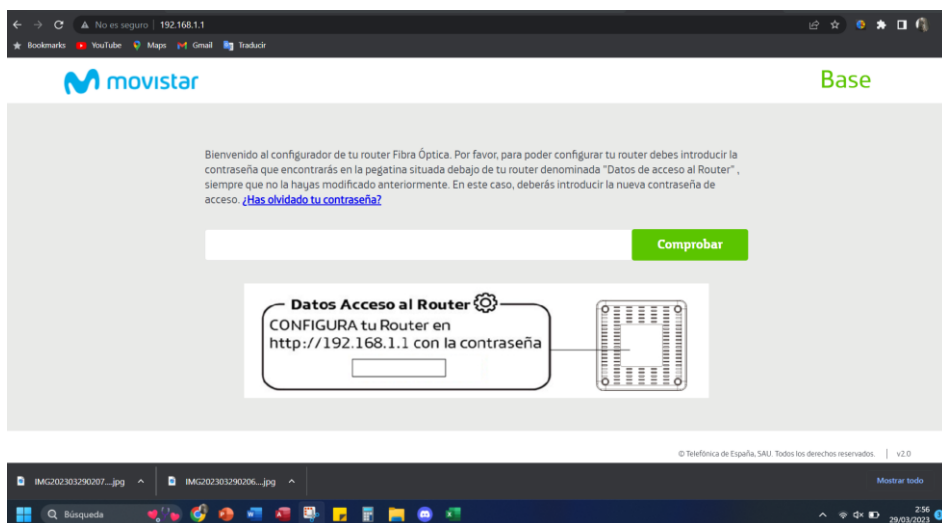 No es seguro | 192.168.1.1
Bookmarks YouTube Maps Gmail Traducir
movistar
Base
Bienvenido al configurador de tu router Fibra Óptica. Por favor, para poder configurar tu router debes introducir la
contraseña que encontrarás en la pegatina situada debajo de tu router denominada "Datos de acceso al Router" ,
siempre que no la hayas modificado anteriormente. En este caso, deberás introducir la nueva contraseña de
acceso. ¿Has olvidado tu contraseña?
Comprobar
Datos Acceso al Router
CONFIGURA tu Router en
http://192.168.1.1 con la contraseña
© Telefónica de España, SAU. Todos los derechos reservados. | v2.0
IMG202303290207....jpg IMG202303290206....jpg Mostrar todo
Búsqueda
2:56
29/03/2023